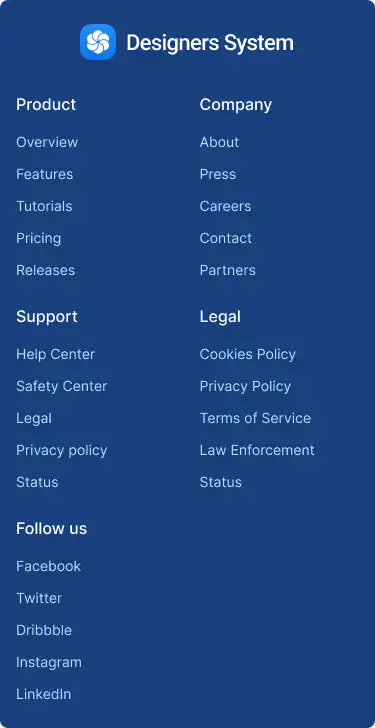 Designers System
Product
Overview
Features
Tutorials
Pricing
Releases
Company
About
Press
Careers
Contact
Partners
Support
Help Center
Safety Center
Legal
Privacy policy
Status
Legal
Cookies Policy
Privacy Policy
Terms of Service
Law Enforcement
Status
Follow us
Facebook
Twitter
Dribbble
Instagram
LinkedIn